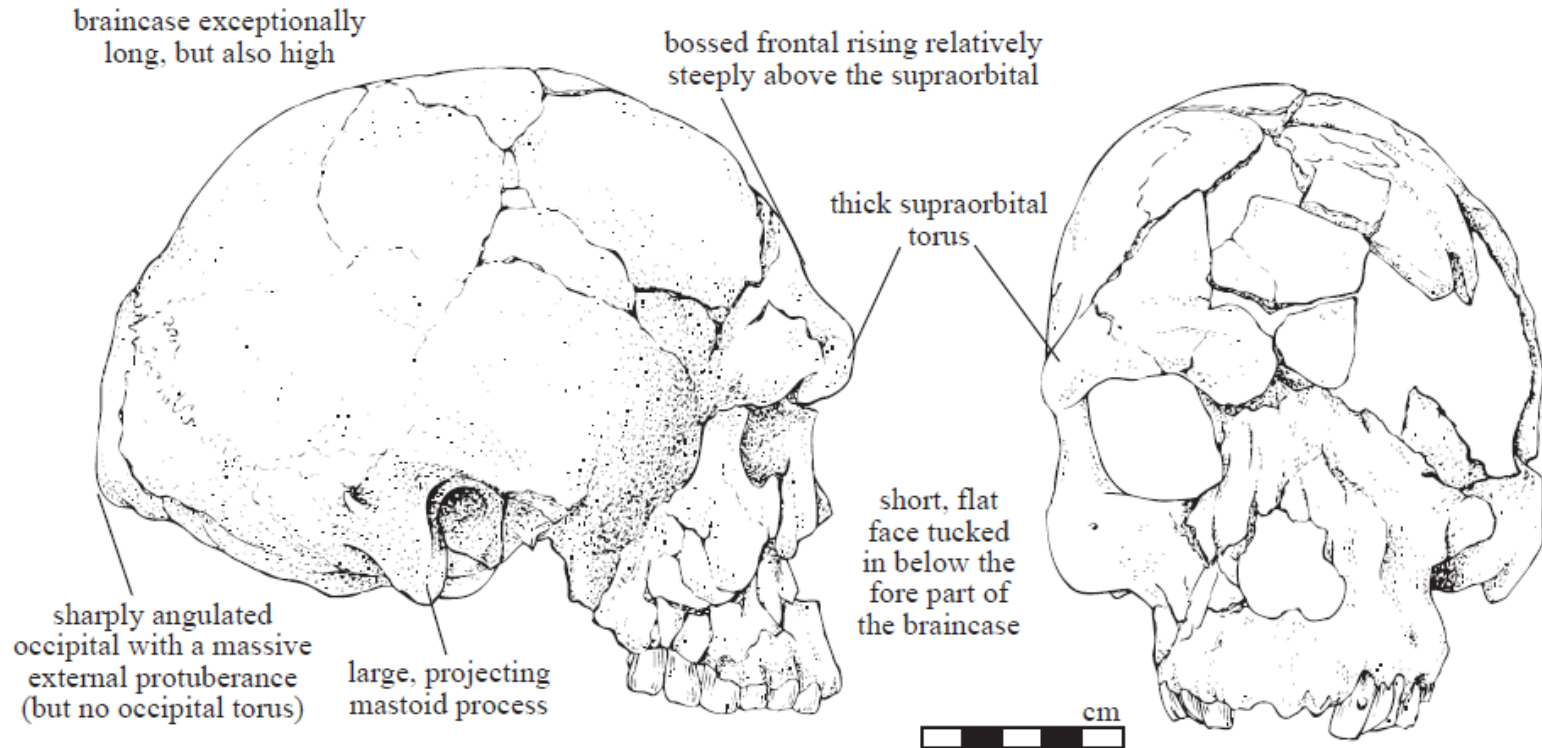 braincase exceptionally
long, but also high
bossed frontal rising relatively
steeply above the supraorbital
thick supraorbital
torus
short, flat
face tucked
in below the
fore part of
the braincase
sharply angulated
occipital with a massive
external protuberance
(but no occipital torus)
large, projecting
mastoid process
cm